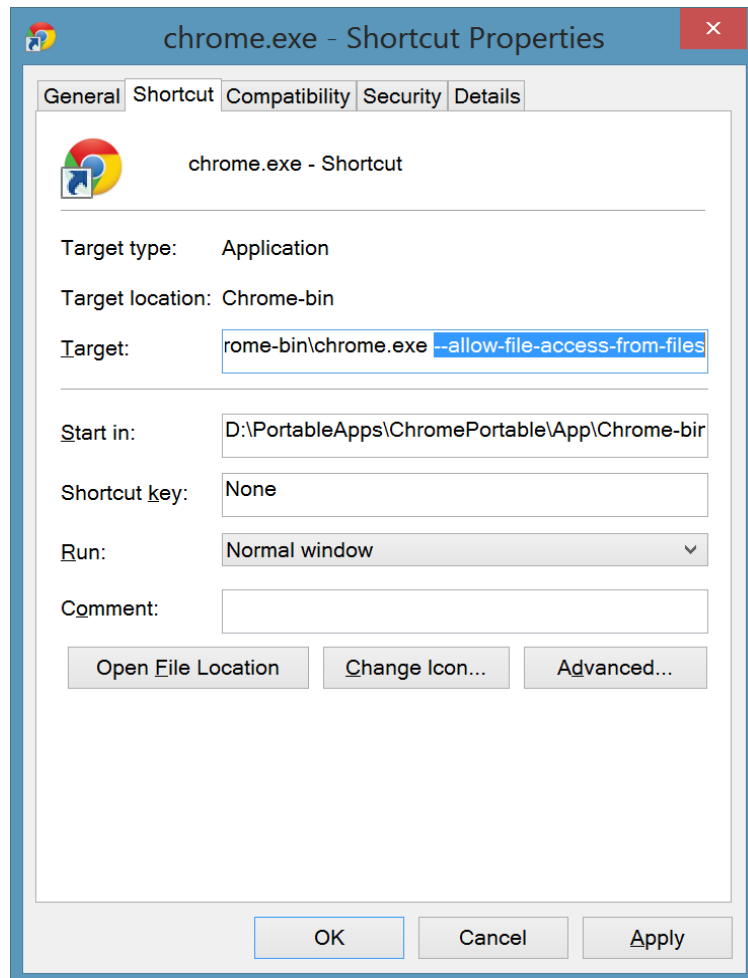 chrome.exe - Shortcut Properties
General Shortcut Compatibility Security Details
chrome.exe - Shortcut
Target type: Application
Target location: Chrome-bin
Target: rome-bin\chrome.exe --allow-file-access-from-files
Start in: D:\PortableApps\ChromePortable\App\Chrome-bin
Shortcut key: None
Run: Normal window
Comment:
Open File Location Change Icon... Advanced...
OK Cancel Apply